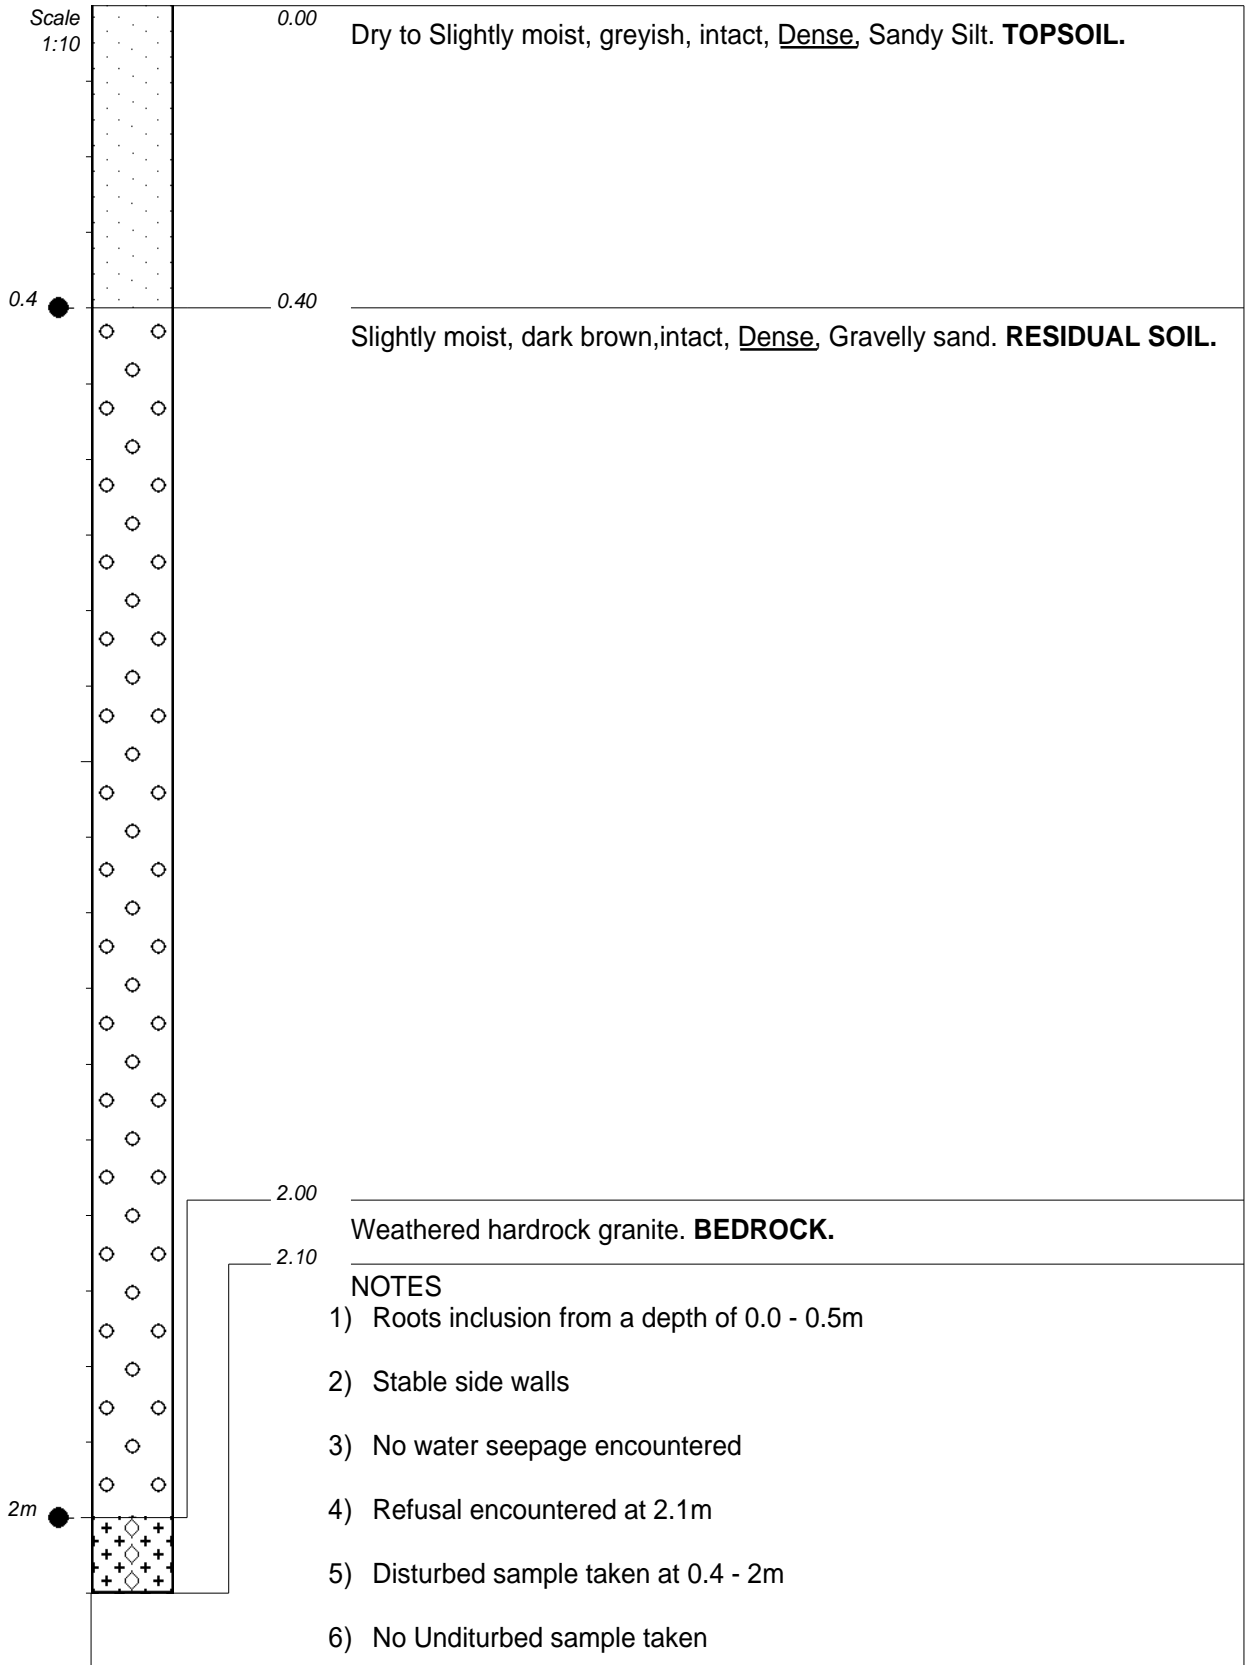 Scale
1:10
0.00
Dry to Slightly moist, greyish, intact, Dense, Sandy Silt. TOPSOIL.
0.4
0.40
Slightly moist, dark brown,intact, Dense, Gravelly sand. RESIDUAL SOIL.
2.00
Weathered hardrock granite. BEDROCK.
2.10
NOTES
1) Roots inclusion from a depth of 0.0 - 0.5m
2) Stable side walls
3) No water seepage encountered
2m
4) Refusal encountered at 2.1m
5) Disturbed sample taken at 0.4 - 2m
6) No Unditurbed sample taken